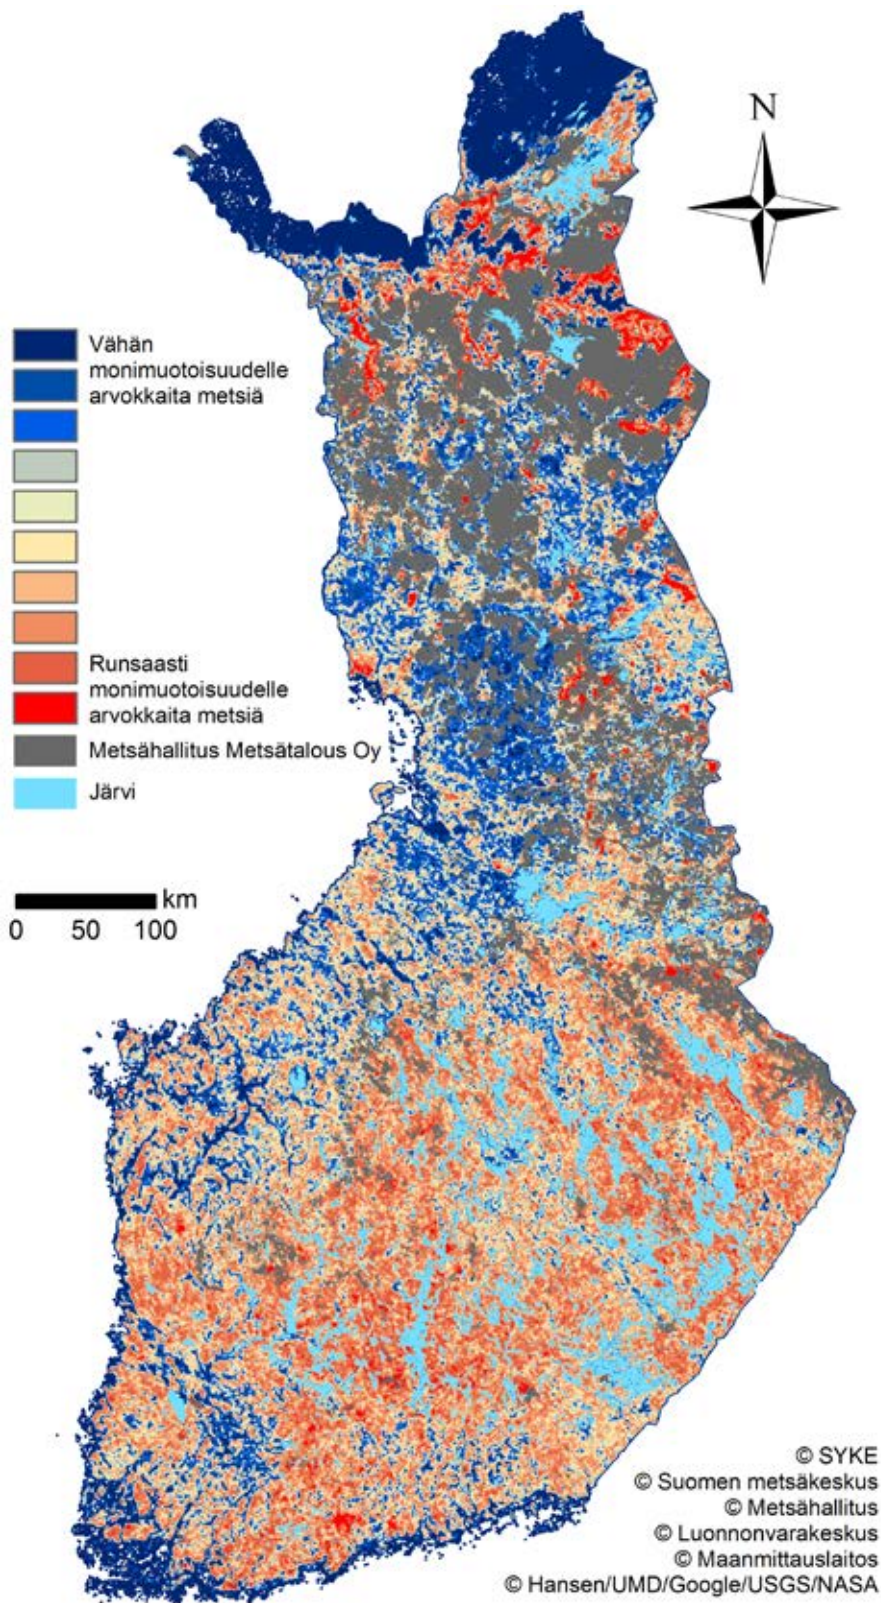 N
Vähän
monimuotoisuudelle
arvokkaita metsiä
Runsaasti
monimuotoisuudelle
arvokkaita metsiä
Metsähallitus Metsätalous Oy
Järvi
km
0 50 100
© SYKE
© Suomen metsäkeskus
© Metsähallitus
© Luonnonvarakeskus
© Maanmittauslaitos
© Hansen/UMD/Google/USGS/NASA